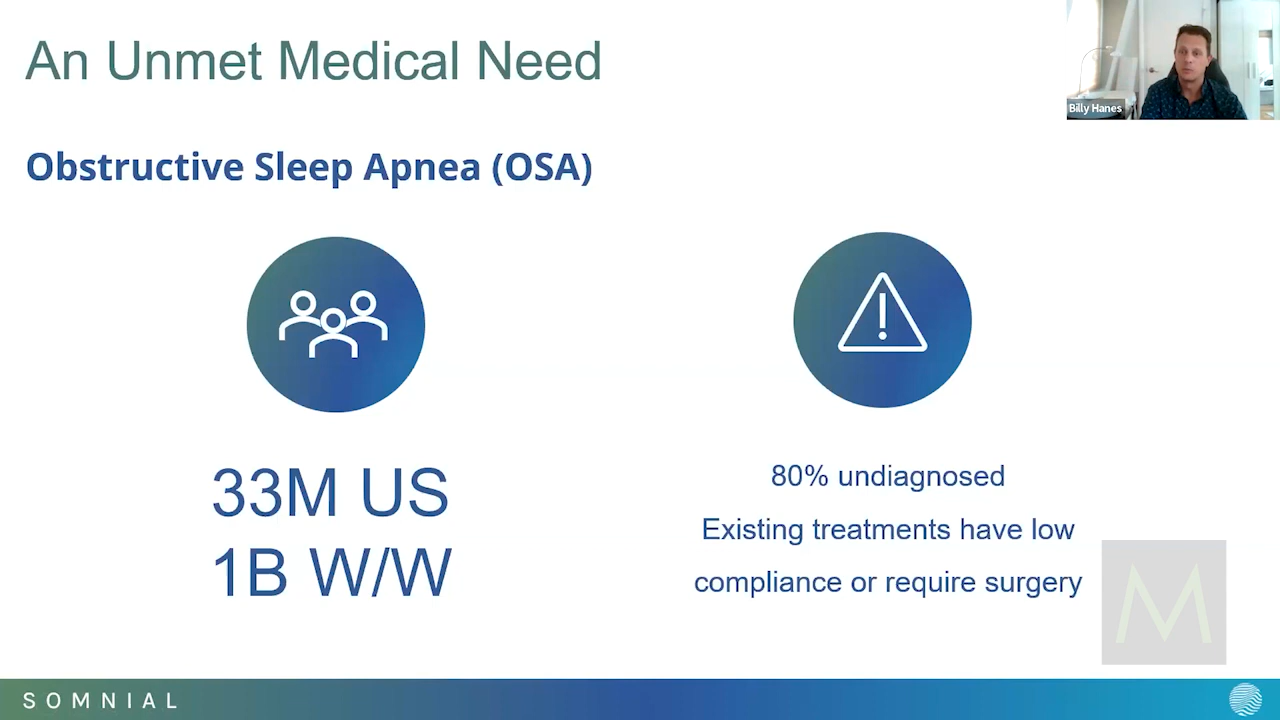 An Unmet Medical Need
Billy Hanes
Obstructive Sleep Apnea (OSA)
33M US
1B W/W
80% undiagnosed
Existing treatments have low
compliance or require surgery
M
SOMNIAL